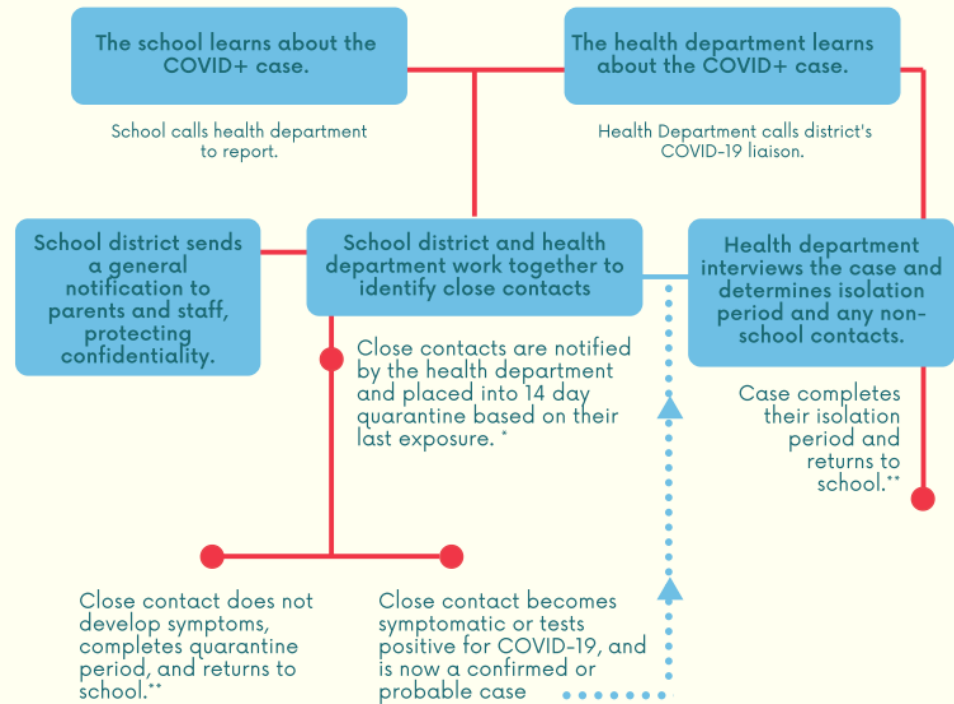 The school learns about the
COVID+ case.
The health department learns
about the COVID+ case.
School calls health department
to report.
Health Department calls district's
COVID-19 liaison.
School district sends
a general
notification to
parents and staff,
protecting
confidentiality.
School district and health
department work together to
identify close contacts
Health department
interviews the case and
determines isolation
period and any non-
school contacts.
Close contacts are notified
by the health department
and placed into 14 day
quarantine based on their
last exposure. *
Case completes
their isolation
period and
returns to
school.**
Close contact does not
develop symptoms,
completes quarantine
period, and returns to
school.**
Close contact becomes
symptomatic or tests
positive for COVID-19, and
is now a confirmed or
probable case